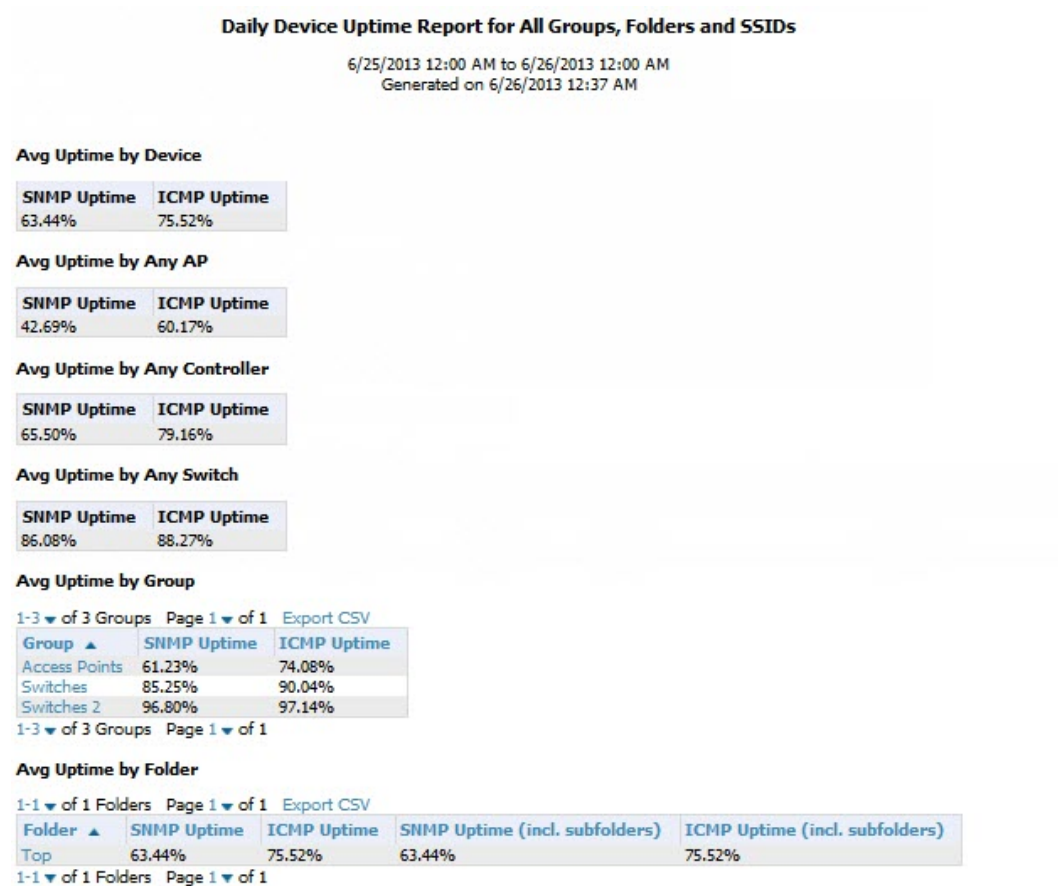 Daily Device Uptime Report for All Groups, Folders and SSIDs
6/25/2013 12:00 AM to 6/26/2013 12:00 AM
Generated on 6/26/2013 12:37 AM
Avg Uptime by Device
SNMP Uptime ICMP Uptime
63.44% 75.52%
Avg Uptime by Any AP
SNMP Uptime ICMP Uptime
42.69% 60.17%
Avg Uptime by Any Controller
SNMP Uptime ICMP Uptime
65.50% 79.16%
Avg Uptime by Any Switch
SNMP Uptime ICMP Uptime
86.08% 88.27%
Avg Uptime by Group
1-3 ▼ of 3 Groups Page 1 ▼ of 1 Export CSV
Group ▲ SNMP Uptime ICMP Uptime
Access Points 61.23% 74.08%
Switches 85.25% 90.04%
Switches 2 96.80% 97.14%
1-3 ▼ of 3 Groups Page 1 ▼ of 1
Avg Uptime by Folder
1-1 ▼ of 1 Folders Page 1 ▼ of 1 Export CSV
Folder ▲ SNMP Uptime ICMP Uptime SNMP Uptime (incl. subfolders) ICMP Uptime (incl. subfolders)
Top 63.44% 75.52% 63.44% 75.52%
1-1 ▼ of 1 Folders Page 1 ▼ of 1